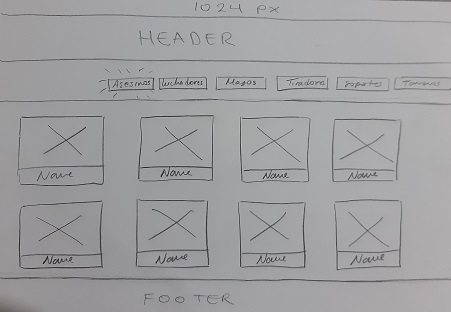 1024 PX
HEADER
Asesinos Luchadores Magos Tiradores Soportes Tanques
Name Name Name Name
Name Name Name Name
FOOTER